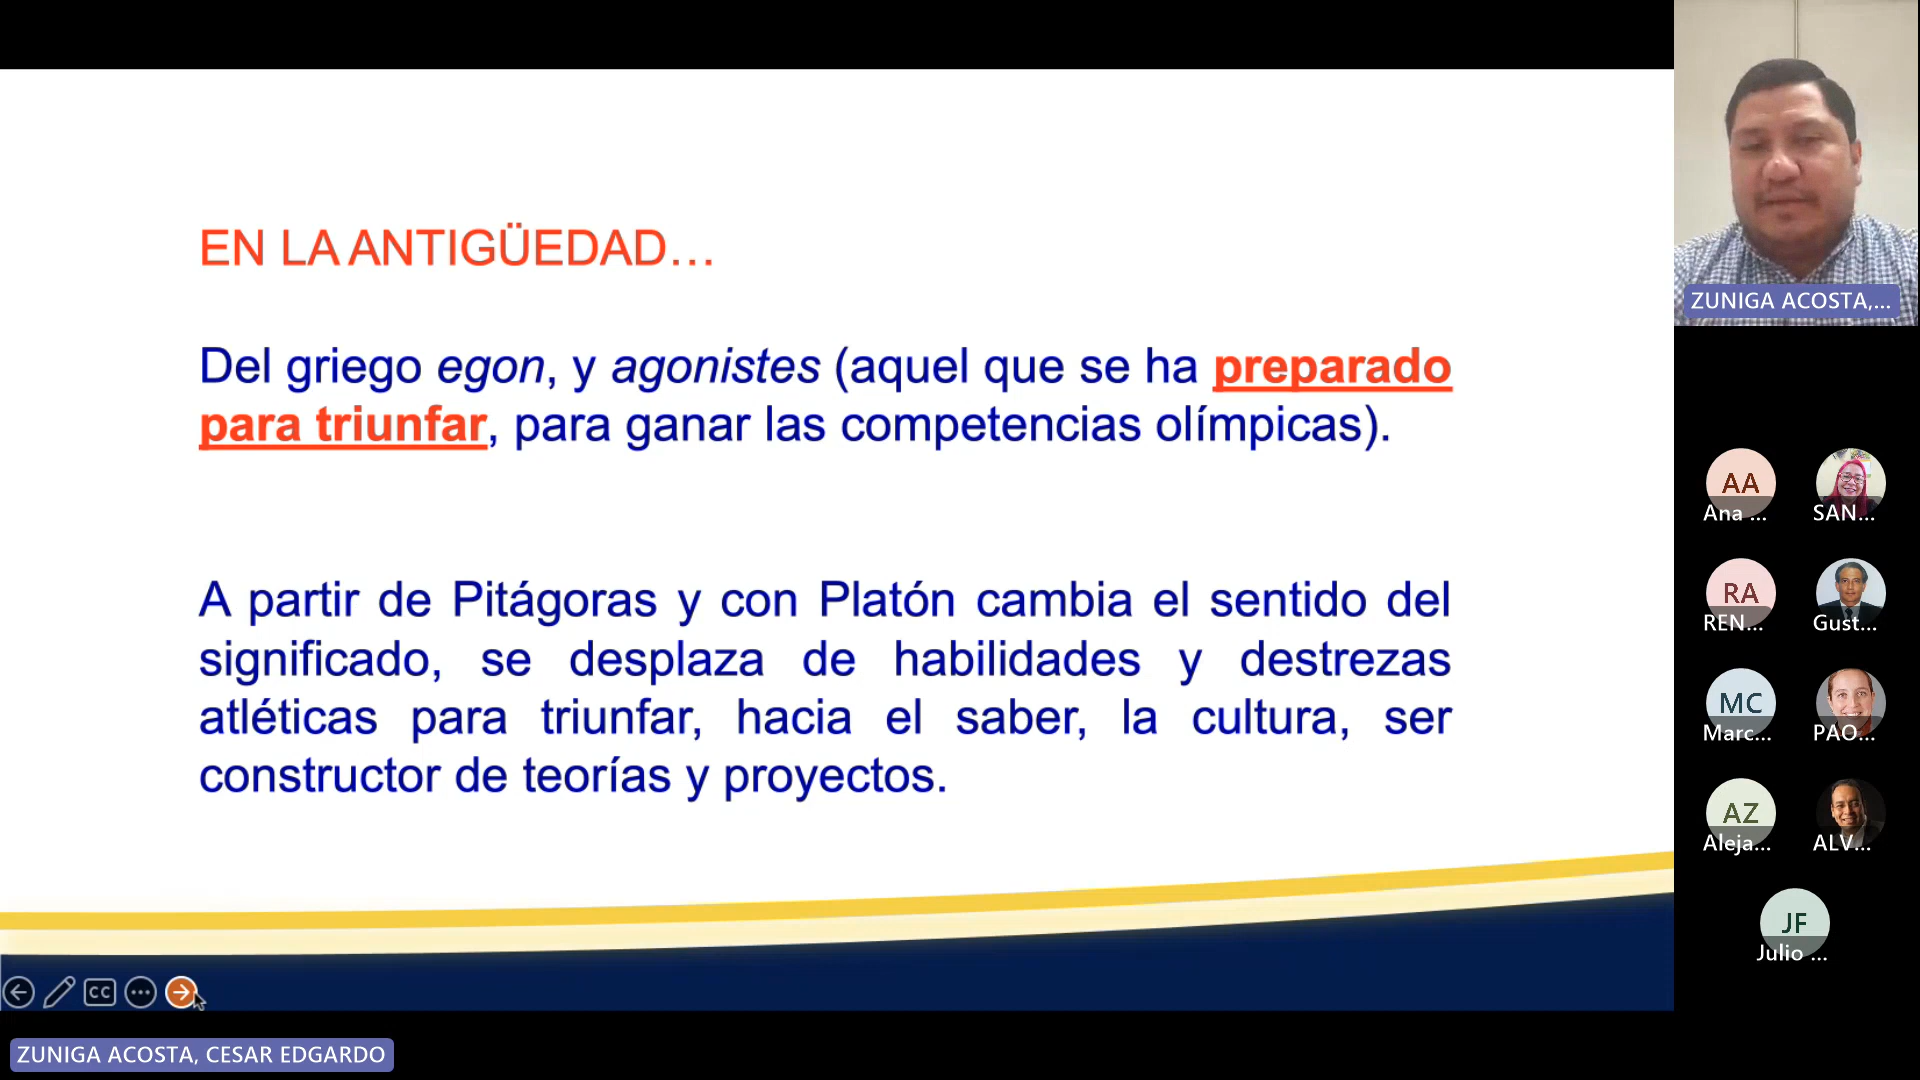 EN LA ANTIGÜEDAD…
Del griego egon, y agonistes (aquel que se ha preparado
para triunfar, para ganar las competencias olímpicas).
A partir de Pitágoras y con Platón cambia el sentido del
significado, se desplaza de habilidades y destrezas
atléticas para triunfar, hacia el saber, la cultura, ser
constructor de teorías y proyectos.
CC
ZUNIGA ACOSTA, CESAR EDGARDO
ZUNIGA ACOSTA,...
AA
Ana ...
SAN...
RA
REN...
Gust...
MC
Marc...
PAO...
AZ
Aleja...
ALV...
JF
Julio ...